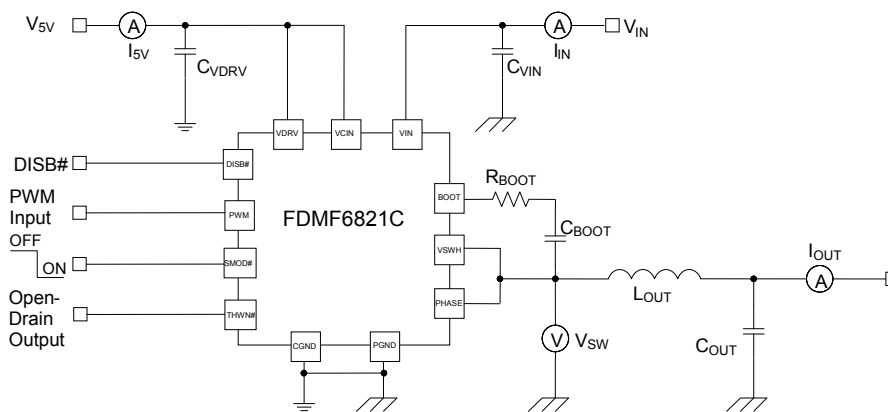 V5V
A
I5V
CVDRV
CVIN
A
IIN
VIN
VDRV
VCIN
VIN
DISB#
DISB#
PWM
Input
PWM
OFF
ON
SMOD#
Open-
Drain
Output
THWN#
FDMF6821C
BOOT
RBOOT
CBOOT
VSWH
PHASE
CGND
PGND
V
VSW
LOUT
IOUT
A
COUT